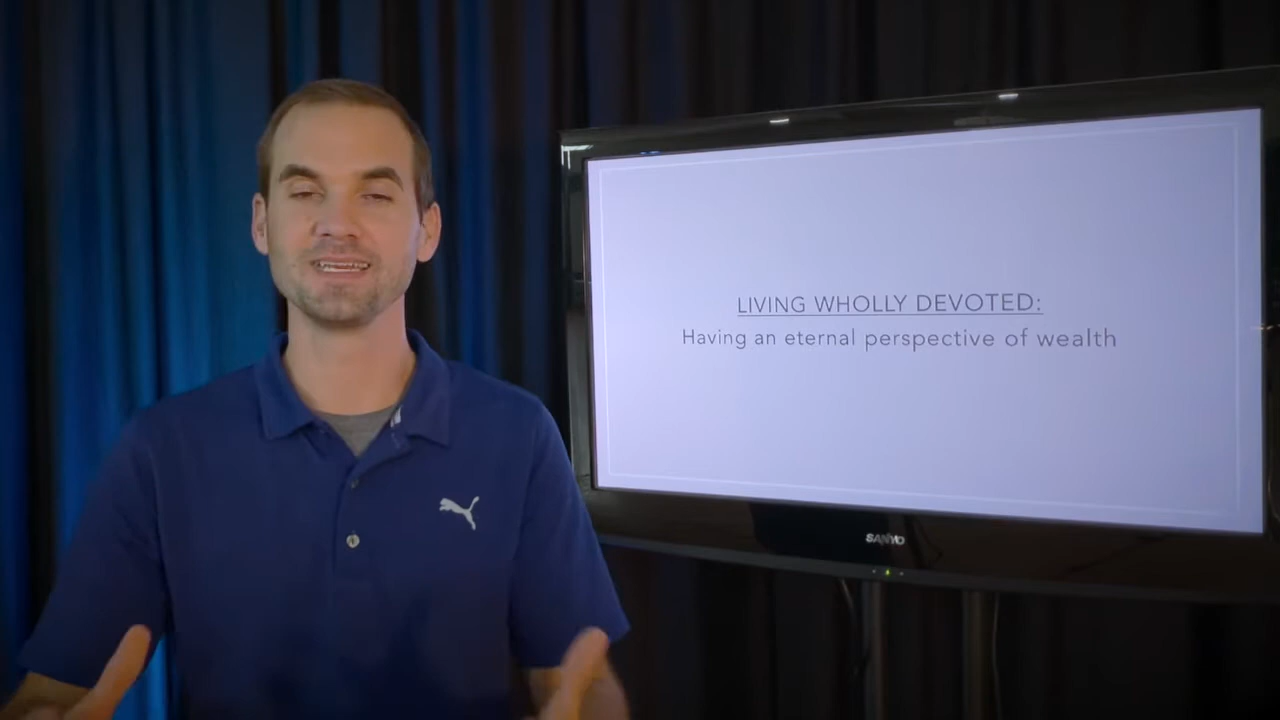 LIVING WHOLLY DEVOTED:
Having an eternal perspective of wealth
SANYO